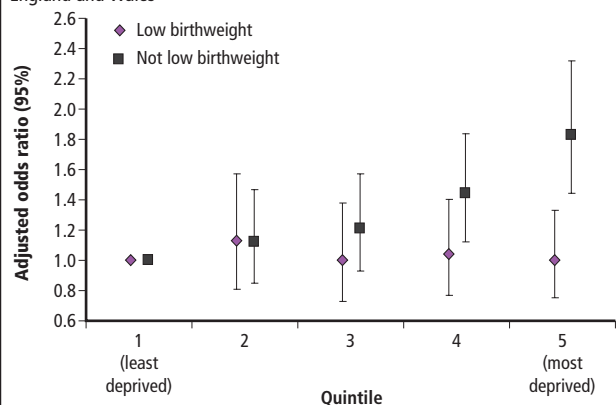 England and Wales
2.6
2.4
2.2
2.0
1.8
1.6
1.4
1.2
1.0
0.8
0.6
Adjusted odds ratio (95%)
Low birthweight
Not low birthweight
1
(least
deprived)
2
3
4
5
(most
deprived)
Quintile